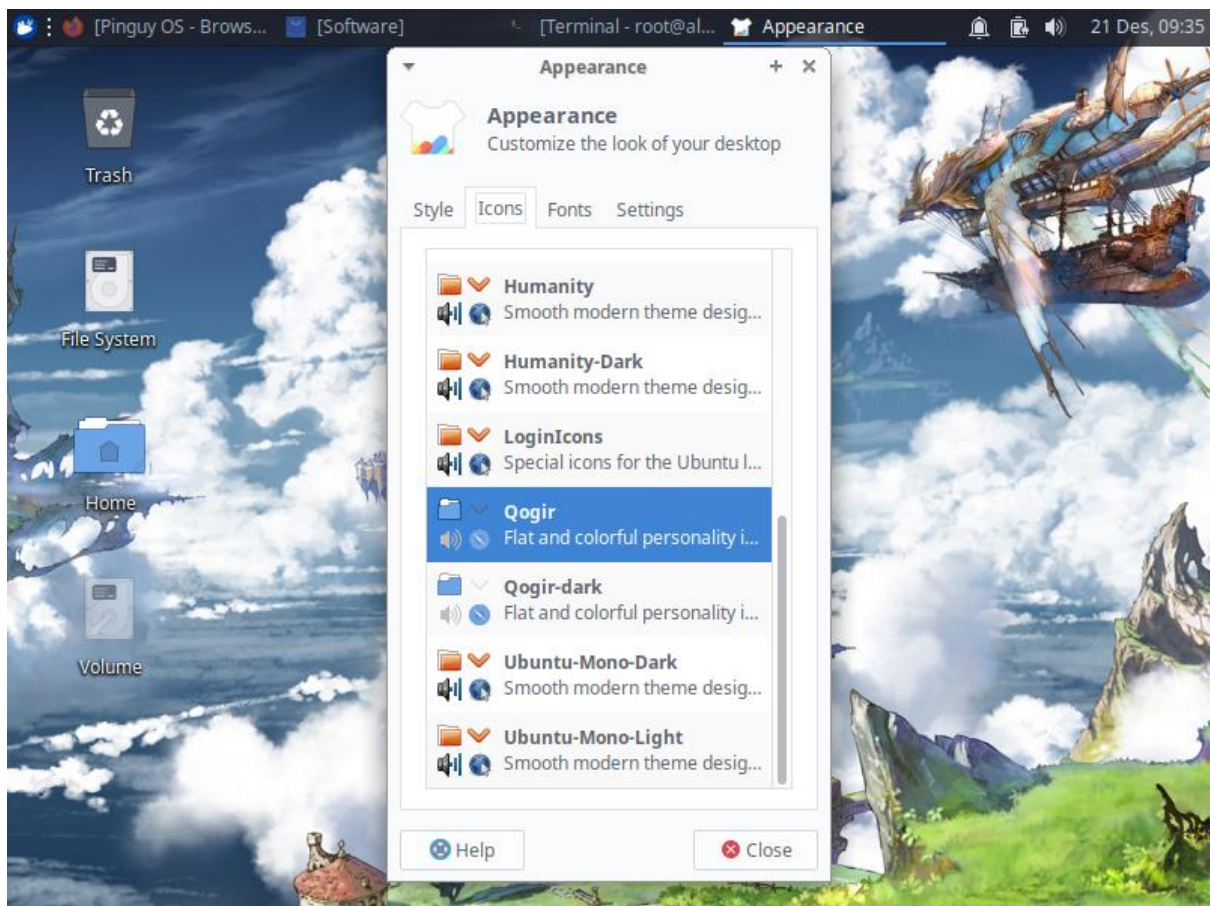 [Pinguy OS - Brows... [Software] [Terminal - root@al... Appearance 21 Des, 09:35
Appearance
Appearance
Customize the look of your desktop
Style Icons Fonts Settings
Humanity
Smooth modern theme desig...
Humanity-Dark
Smooth modern theme desig...
LoginIcons
Special icons for the Ubuntu l...
Qogir
Flat and colorful personality i...
Qogir-dark
Flat and colorful personality i...
Ubuntu-Mono-Dark
Smooth modern theme desig...
Ubuntu-Mono-Light
Smooth modern theme desig...
Help Close
Trash
File System
Home
Volume